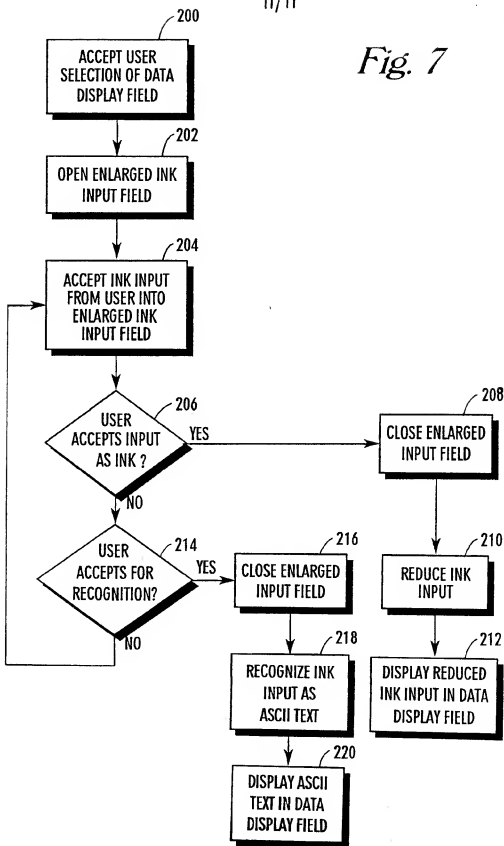 11/11
Fig. 7
200
ACCEPT USER
SELECTION OF DATA
DISPLAY FIELD
202
OPEN ENLARGED INK
INPUT FIELD
204
ACCEPT INK INPUT
FROM USER INTO
ENLARGED INK
INPUT FIELD
206
USER
ACCEPTS INPUT
AS INK ?
YES
NO
208
CLOSE ENLARGED
INPUT FIELD
210
REDUCE INK
INPUT
212
DISPLAY REDUCED
INK INPUT IN DATA
DISPLAY FIELD
214
USER
ACCEPTS FOR
RECOGNITION?
YES
NO
216
CLOSE ENLARGED
INPUT FIELD
218
RECOGNIZE INK
INPUT AS
ASCII TEXT
220
DISPLAY ASCII
TEXT IN DATA
DISPLAY FIELD